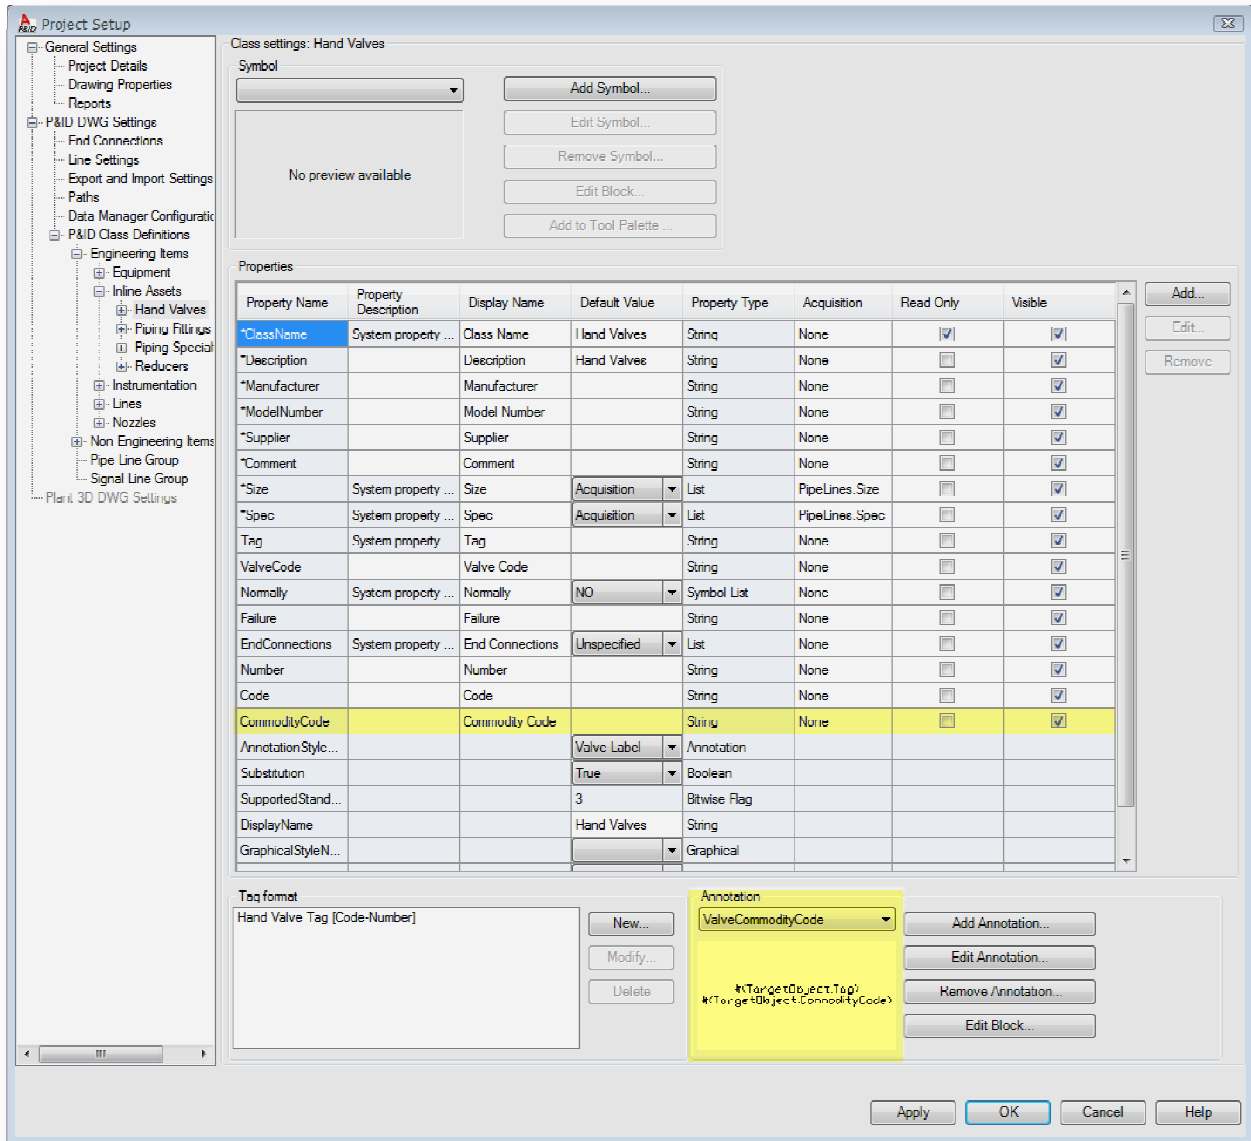 P&ID Project Setup
General Settings
Project Details
Drawing Properties
Reports
P&ID DWG Settings
End Connections
Line Settings
Export and Import Settings
Paths
Data Manager Configuratic
P&ID Class Definitions
Engineering Items
Equipment
Inline Assets
Hand Valves
Piping Fittings
Piping Special
Reducers
Instrumentation
Lines
Nozzles
Non Engineering Items
Pipe Line Group
Signal Line Group
Plant 3D DWG Settings
Class settings: Hand Valves
Symbol
No preview available
Add Symbol...
Edit Symbol...
Remove Symbol...
Edit Block...
Add to Tool Palette ...
Properties
Property Name Property Description Display Name Default Value Property Type Acquisition Read Only Visible
*ClassName System property ... Class Name Hand Valves String None
*Description Description Hand Valves String None
*Manufacturer Manufacturer String None
*ModelNumber Model Number String None
*Supplier Supplier String None
*Comment Comment String None
*Size System property ... Size Acquisition List PipeLines.Size
*Spec System property ... Spec Acquisition List PipeLines.Spec
Tag System property Tag String None
ValveCode Valve Code String None
Normally System property ... Normally NO Symbol List None
Failure Failure String None
EndConnections System property ... End Connections Unspecified List None
Number Number String None
Code Code String None
CommodityCode Commodity Code String None
AnnotationStyle... Valve Label Annotation
Substitution True Boolean
SupportedStand... 3 Bitwise Flag
DisplayName Hand Valves String
GraphicalStyleN... Graphical
Add...
Edit...
Remove
Tag format
Hand Valve Tag [Code-Number]
New...
Modify...
Delete
Annotation
ValveCommodityCode
#(TargetObject.Tag)
#(TargetObject.CommodityCode)
Add Annotation...
Edit Annotation...
Remove Annotation...
Edit Block...
Apply
OK
Cancel
Help